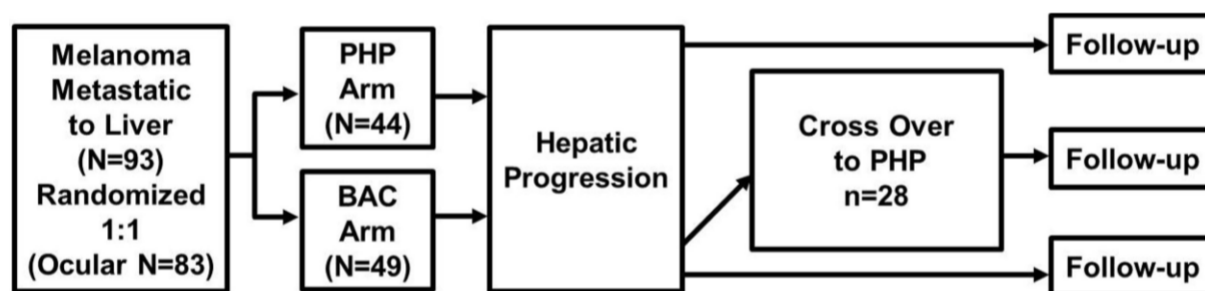 Melanoma
Metastatic
to Liver
(N=93)
Randomized
1:1
(Ocular N=83)
PHP
Arm
(N=44)
BAC
Arm
(N=49)
Hepatic
Progression
Cross Over
to PHP
n=28
Follow-up
Follow-up
Follow-up